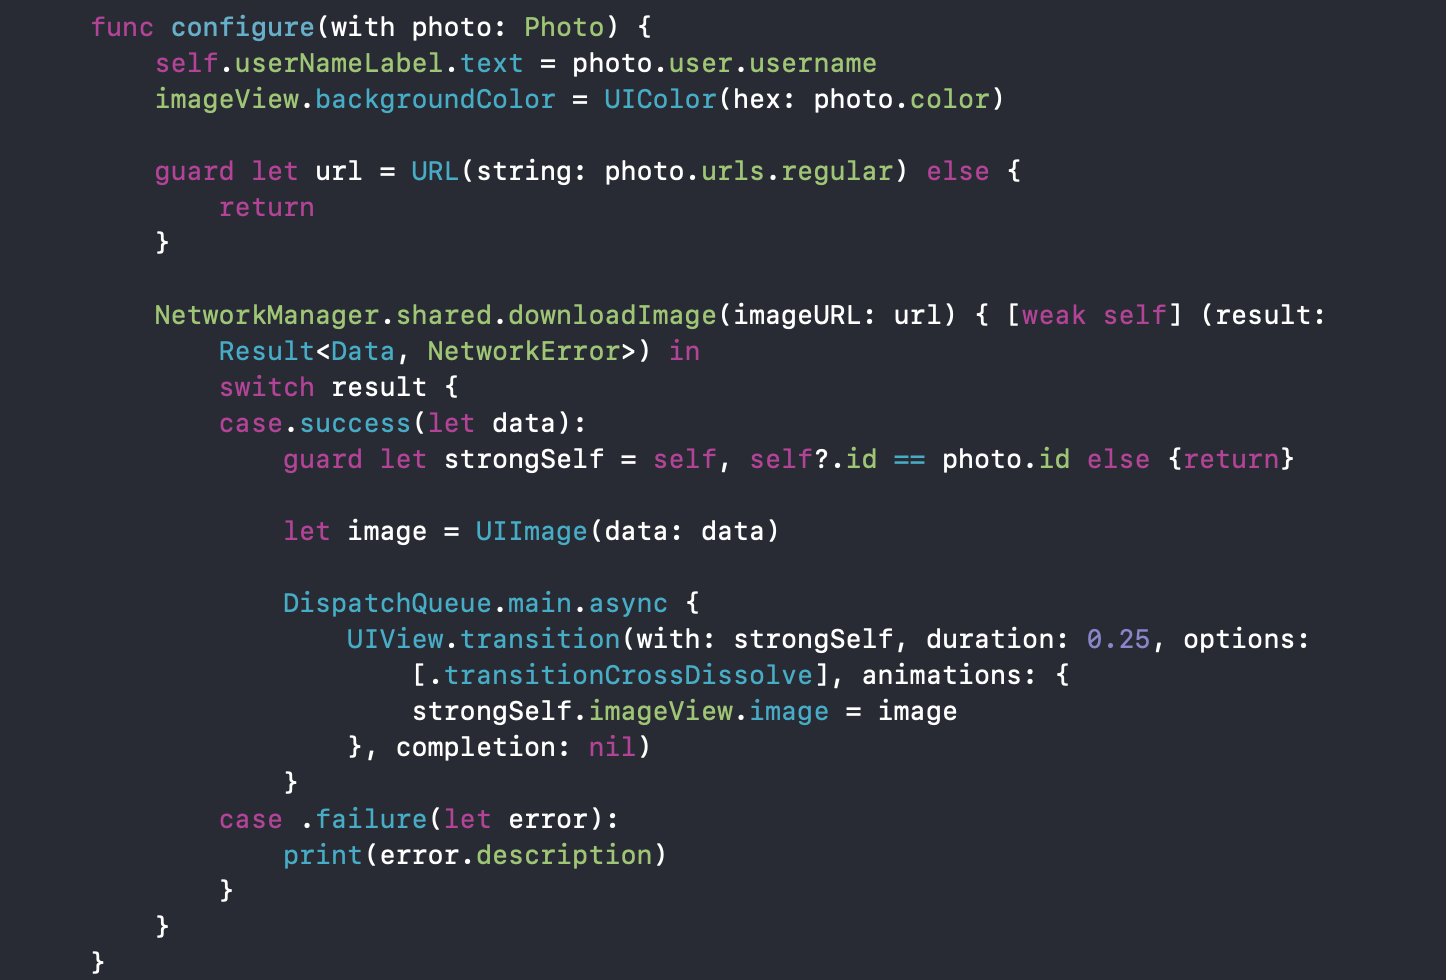 func configure(with photo: Photo) {
    self.userNameLabel.text = photo.user.username
    imageView.backgroundColor = UIColor(hex: photo.color)

    guard let url = URL(string: photo.urls.regular) else {
        return
    }

    NetworkManager.shared.downloadImage(imageURL: url) { [weak self] (result:
        Result<Data, NetworkError>) in
        switch result {
        case.success(let data):
            guard let strongSelf = self, self?.id == photo.id else {return}

            let image = UIImage(data: data)

            DispatchQueue.main.async {
                UIView.transition(with: strongSelf, duration: 0.25, options:
                    [.transitionCrossDissolve], animations: {
                    strongSelf.imageView.image = image
                }, completion: nil)
            }
        case .failure(let error):
            print(error.description)
        }
    }
}